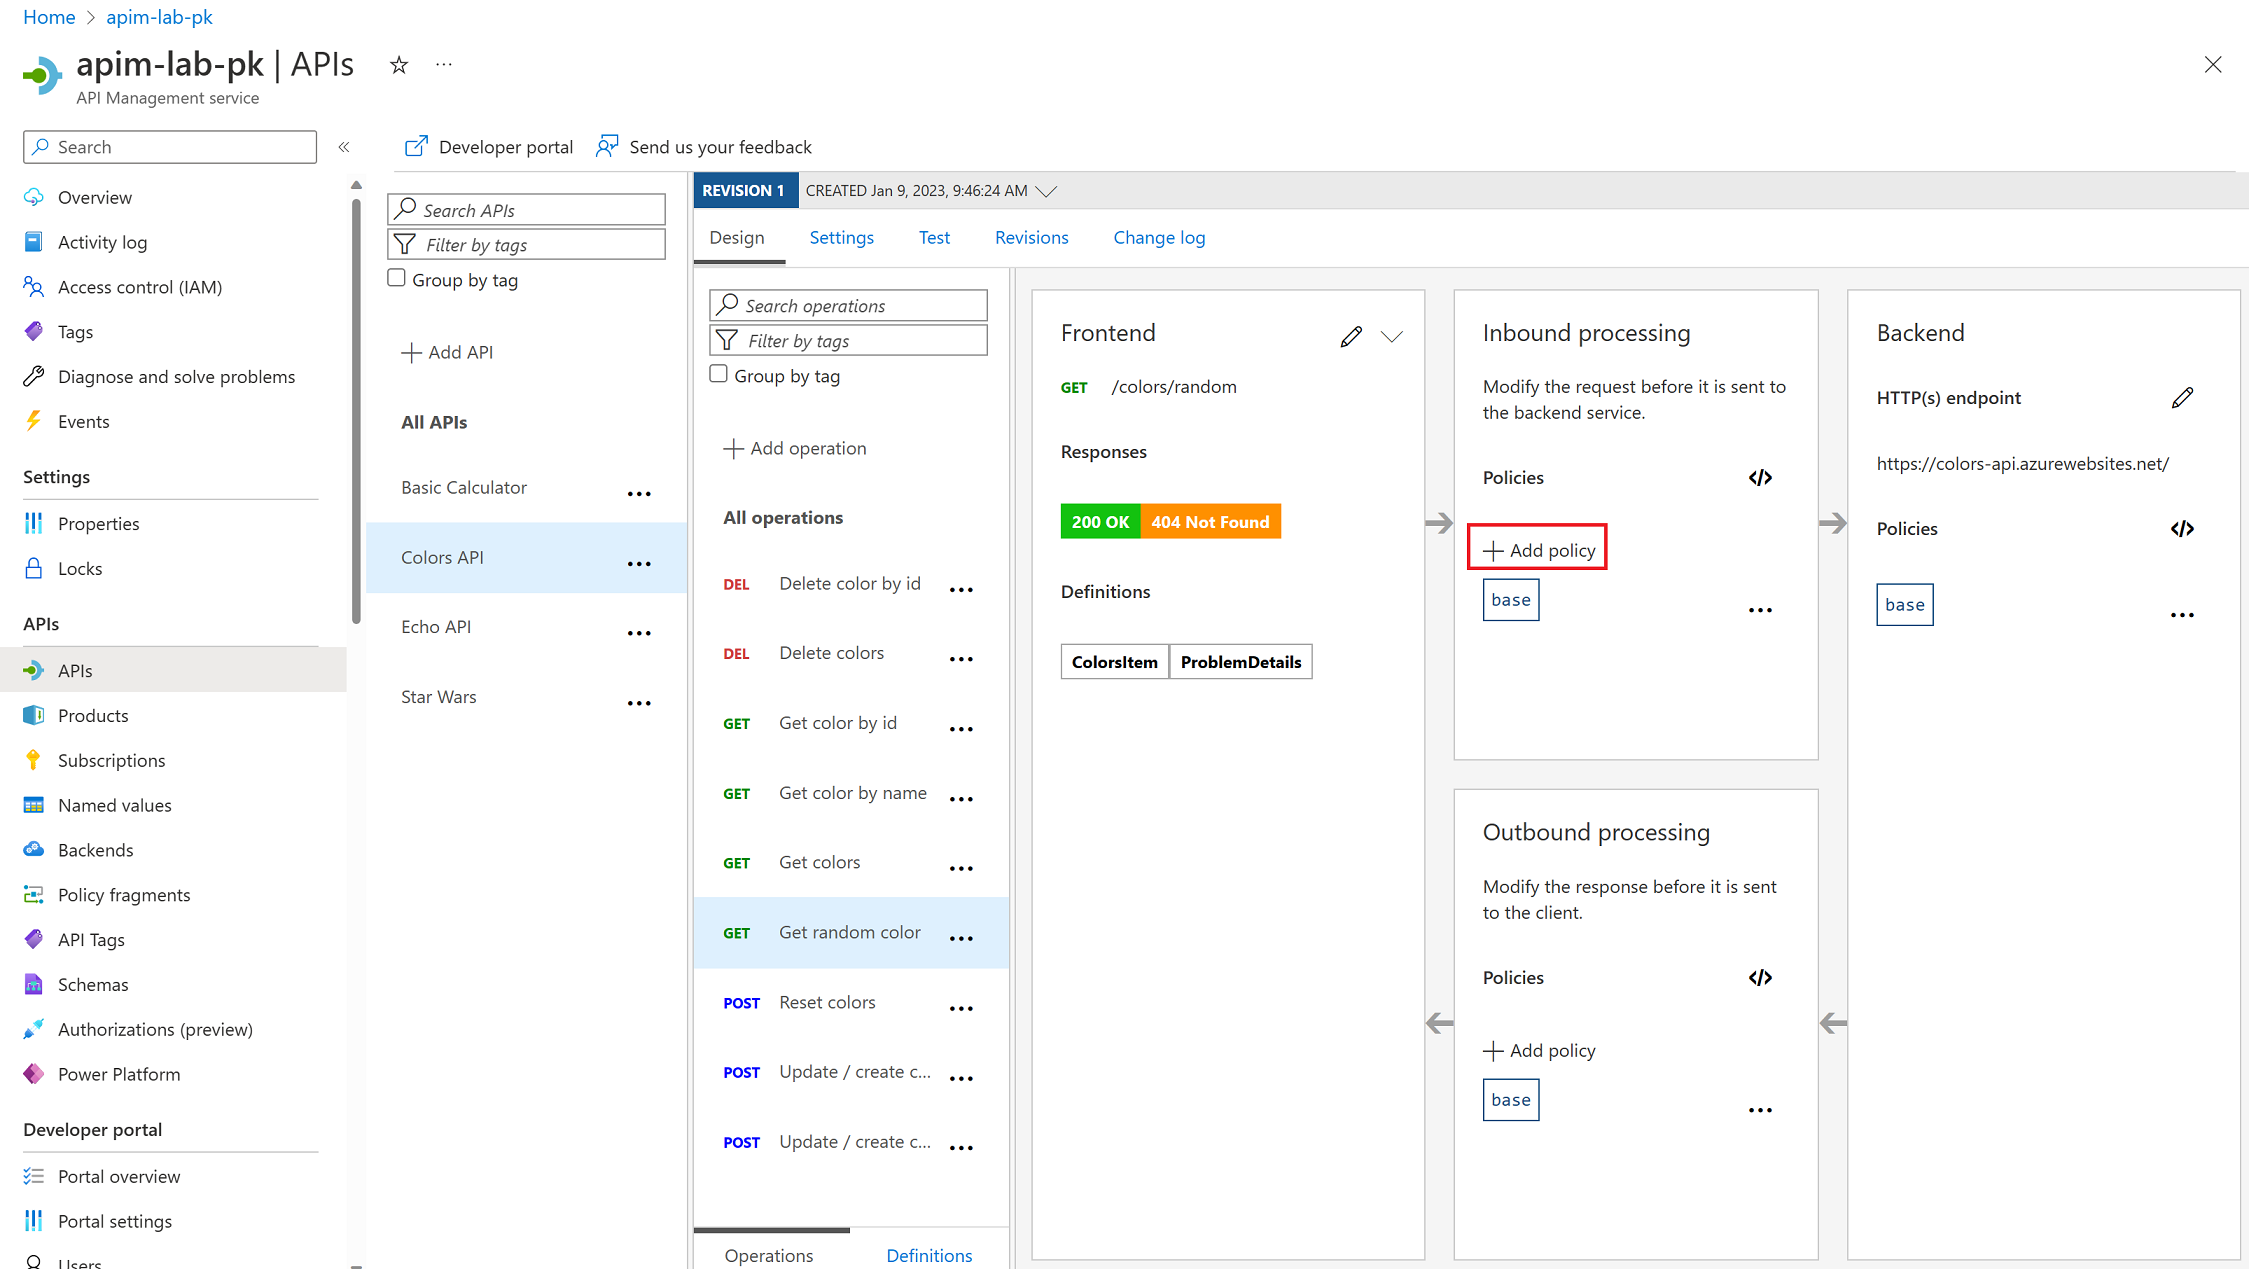 Home > apim-lab-pk
apim-lab-pk | APIs
API Management service
Search
Overview
Activity log
Access control (IAM)
Tags
Diagnose and solve problems
Events
Settings
Properties
Locks
APIs
APIs
Products
Subscriptions
Named values
Backends
Policy fragments
API Tags
Schemas
Authorizations (preview)
Power Platform
Developer portal
Portal overview
Portal settings
Users
Developer portal
Send us your feedback
Search APIs
Filter by tags
Group by tag
Add API
All APIs
Basic Calculator
Colors API
Echo API
Star Wars
REVISION 1 CREATED Jan 9, 2023, 9:46:24 AM
Design Settings Test Revisions Change log
Search operations
Filter by tags
Group by tag
Add operation
All operations
DEL Delete color by id
DEL Delete colors
GET Get color by id
GET Get color by name
GET Get colors
GET Get random color
POST Reset colors
POST Update / create c...
POST Update / create c...
Operations Definitions
Frontend
GET /colors/random
Responses
200 OK 404 Not Found
Definitions
ColorsItem ProblemDetails
Inbound processing
Modify the request before it is sent to
the backend service.
Policies
Add policy
base
Outbound processing
Modify the response before it is sent
to the client.
Policies
Add policy
base
Backend
HTTP(s) endpoint
https://colors-api.azurewebsites.net/
Policies
base